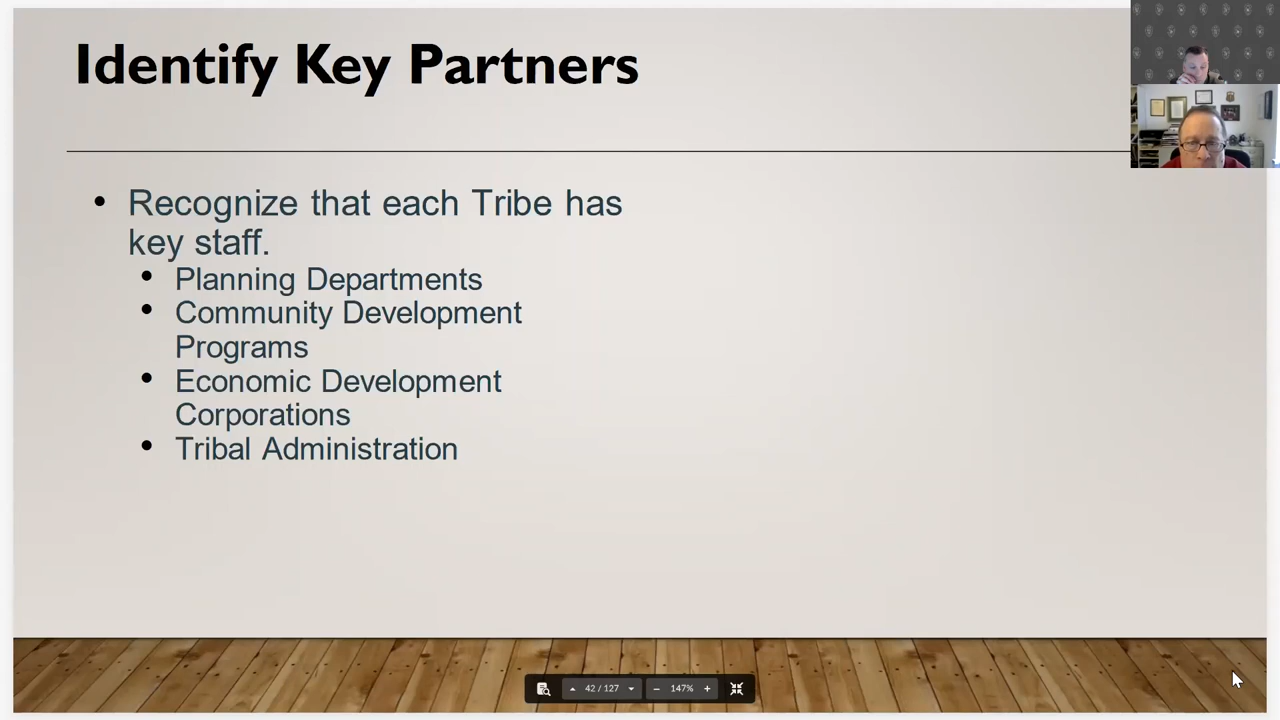 Identify Key Partners
Recognize that each Tribe has
key staff.
Planning Departments
Community Development
Programs
Economic Development
Corporations
Tribal Administration
42 / 127
147%